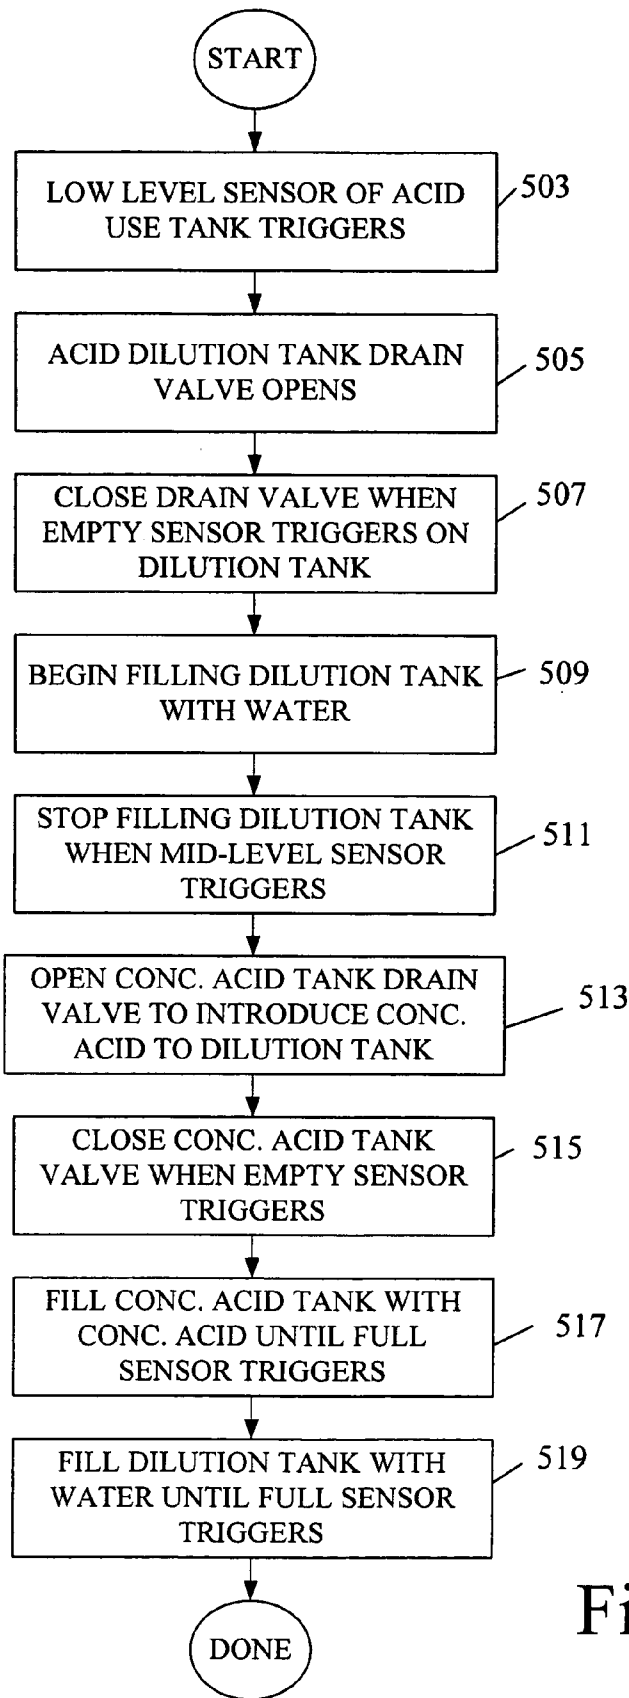 START
LOW LEVEL SENSOR OF ACID
USE TANK TRIGGERS
503
ACID DILUTION TANK DRAIN
VALVE OPENS
505
CLOSE DRAIN VALVE WHEN
EMPTY SENSOR TRIGGERS ON
DILUTION TANK
507
BEGIN FILLING DILUTION TANK
WITH WATER
509
STOP FILLING DILUTION TANK
WHEN MID-LEVEL SENSOR
TRIGGERS
511
OPEN CONC. ACID TANK DRAIN
VALVE TO INTRODUCE CONC.
ACID TO DILUTION TANK
513
CLOSE CONC. ACID TANK
VALVE WHEN EMPTY SENSOR
TRIGGERS
515
FILL CONC. ACID TANK WITH
CONC. ACID UNTIL FULL
SENSOR TRIGGERS
517
FILL DILUTION TANK WITH
WATER UNTIL FULL SENSOR
TRIGGERS
519
DONE
Fi